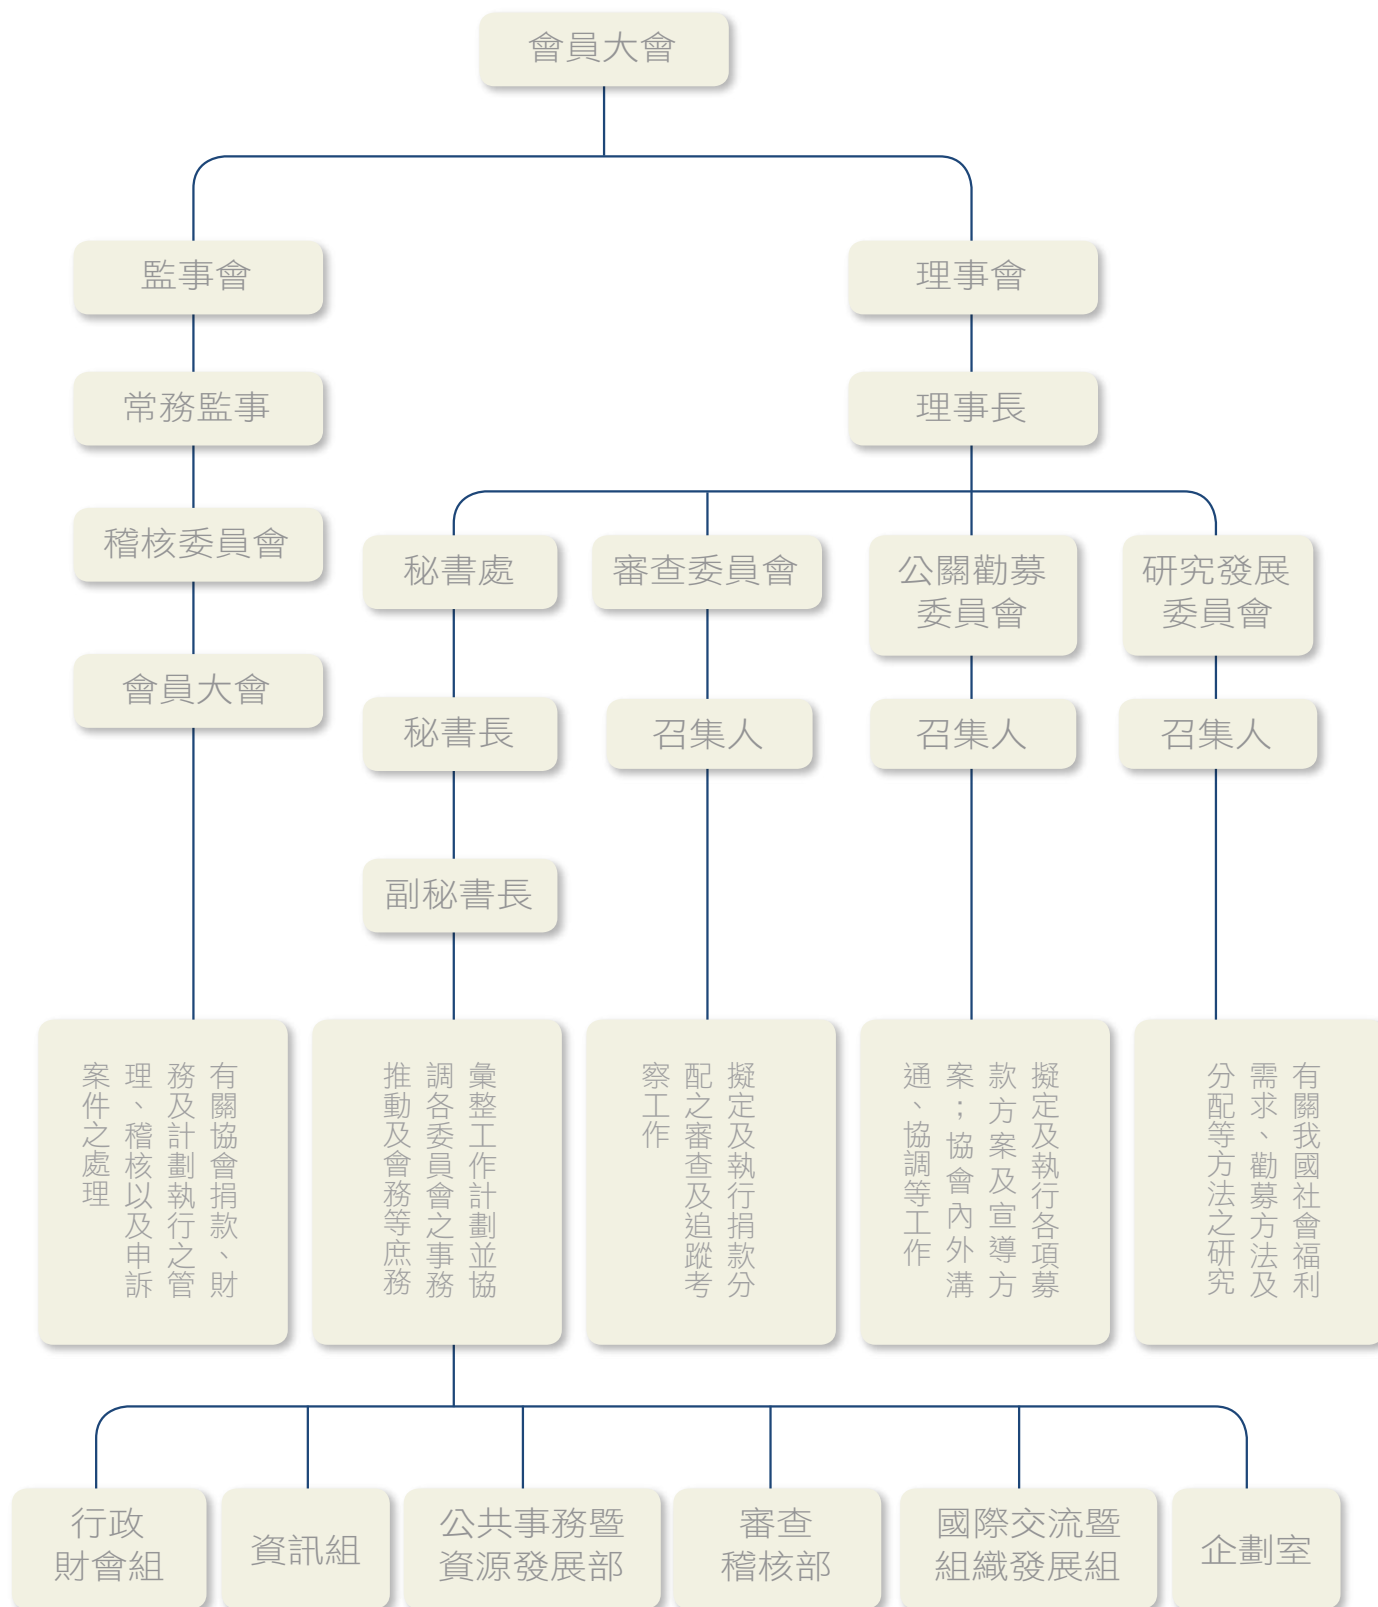 會員大會
監事會
理事會
常務監事
理事長
稽核委員會
秘書處
審查委員會
公關勸募
委員會
研究發展
委員會
會員大會
秘書長
召集人
召集人
召集人
副秘書長
有關協會捐款、財
務及計劃執行之管
理、稽核以及申訴
案件之處理
彙整工作計劃並協
調各委員會之事務
推動及會務等庶務
擬定及執行捐款分
配之審查及追蹤考
察工作
擬定及執行各項募
款方案及宣導方
案；協會內外溝
通、協調等工作
有關我國社會福利
需求、勸募方法及
分配等方法之研究
行政
財會組
資訊組
公共事務暨
資源發展部
審查
稽核部
國際交流暨
組織發展組
企劃室